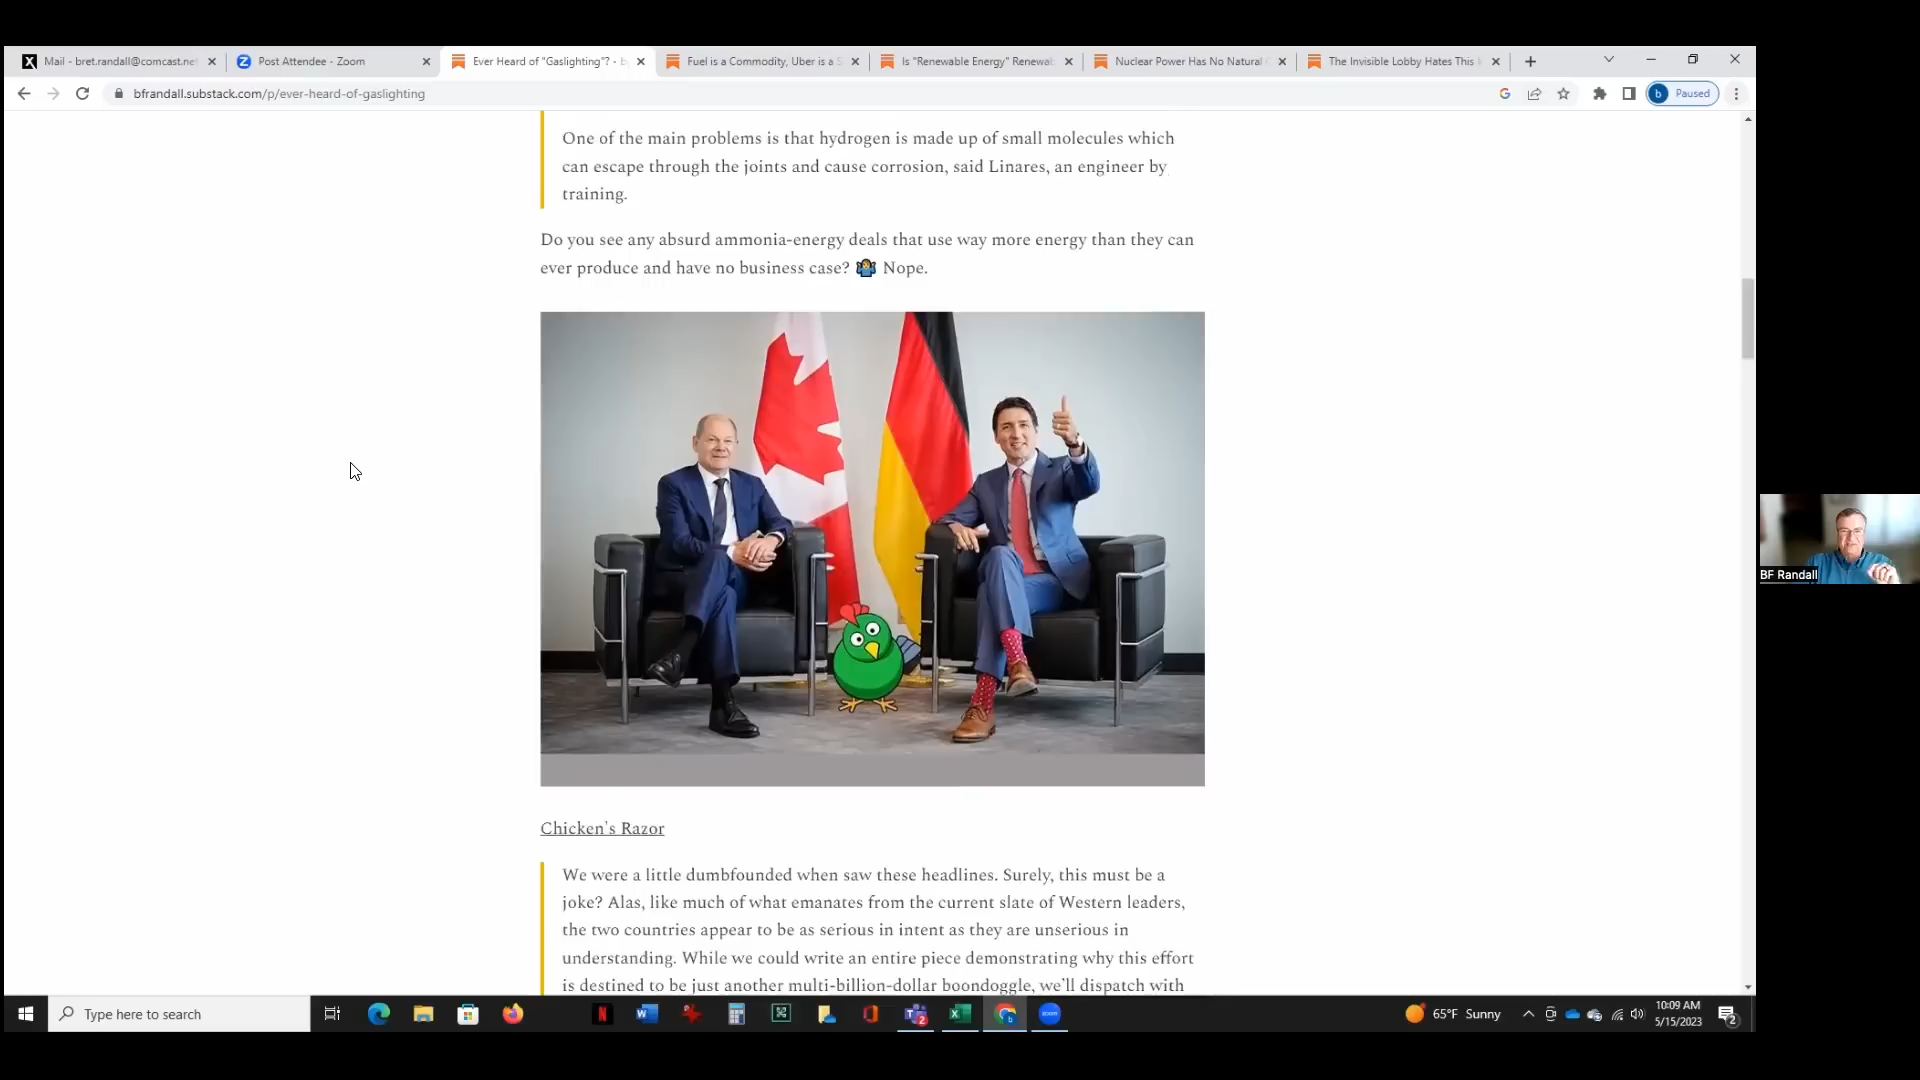 Mail - bret.randall@comcast.ne
Post Attendee - Zoom
Ever Heard of "Gaslighting"? - b
Fuel is a Commodity, Uber is a S
Is "Renewable Energy" Renewab
Nuclear Power Has No Natural
The Invisible Lobby Hates This
bfrandall.substack.com/p/ever-heard-of-gaslighting
b
Paused
One of the main problems is that hydrogen is made up of small molecules which
can escape through the joints and cause corrosion, said Linares, an engineer by
training.
Do you see any absurd ammonia-energy deals that use way more energy than they can
ever produce and have no business case? 🤷 Nope.
BF Randall
Chicken's Razor
We were a little dumbfounded when saw these headlines. Surely, this must be a
joke? Alas, like much of what emanates from the current slate of Western leaders,
the two countries appear to be as serious in intent as they are unserious in
understanding. While we could write an entire piece demonstrating why this effort
is destined to be just another multi-billion-dollar boondoggle, we'll dispatch with
Type here to search
65°F Sunny
10:09 AM
5/15/2023
2